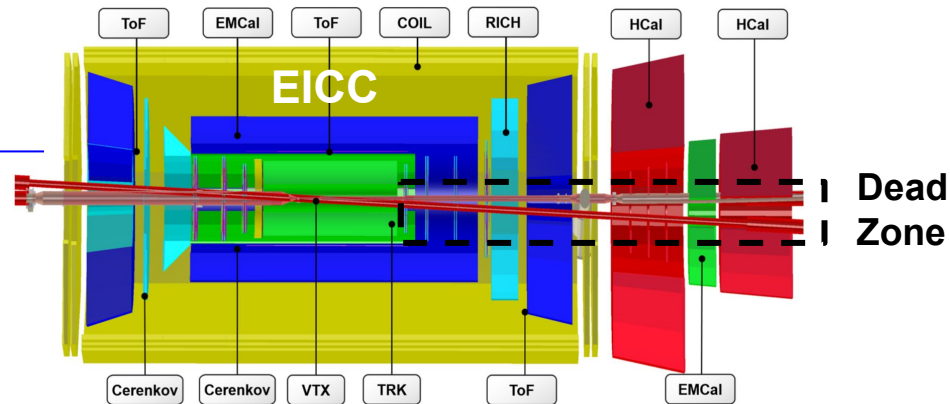 ToF EMCal ToF COIL RICH HCal HCal
EICC
Dead
Zone
Cerenkov Cerenkov VTX TRK ToF EMCal